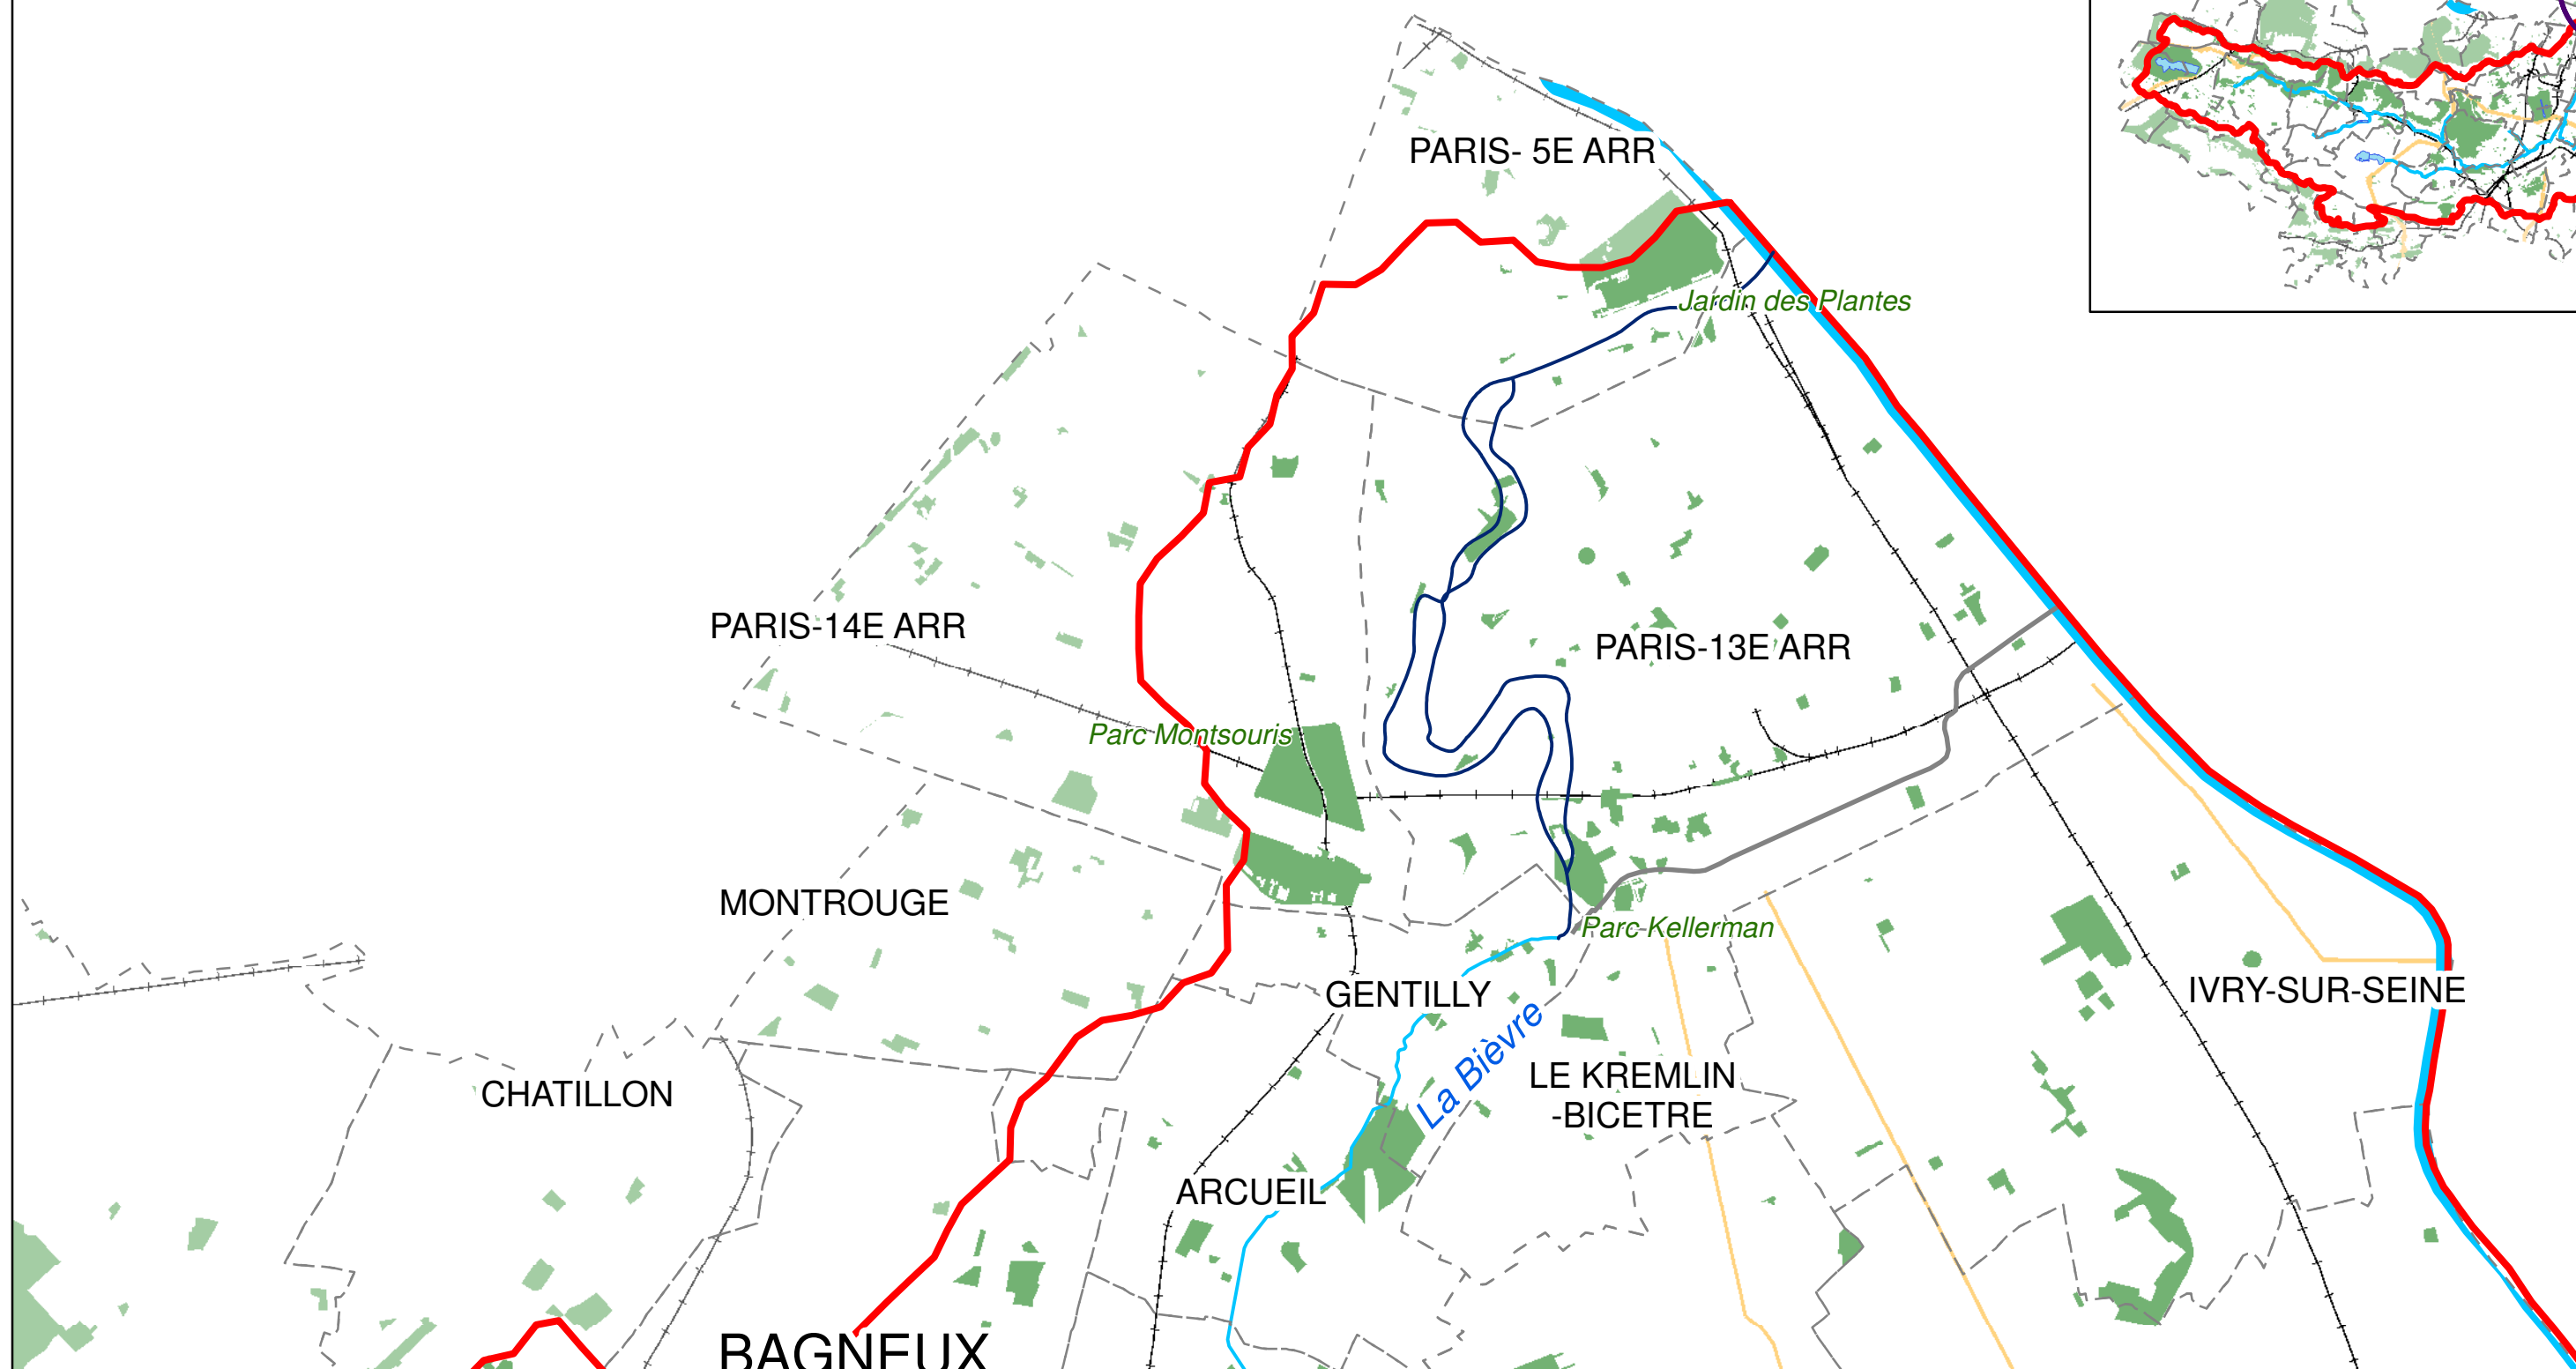 PARIS- 5E ARR
Jardin des Plantes
PARIS-14E ARR
PARIS-13E ARR
Parc Montsouris
MONTROUGE
Parc Kellerman
GENTILLY
IVRY-SUR-SEINE
La Bièvre
CHATILLON
LE KREMLIN
-BICETRE
ARCUEIL
BAGNEUX